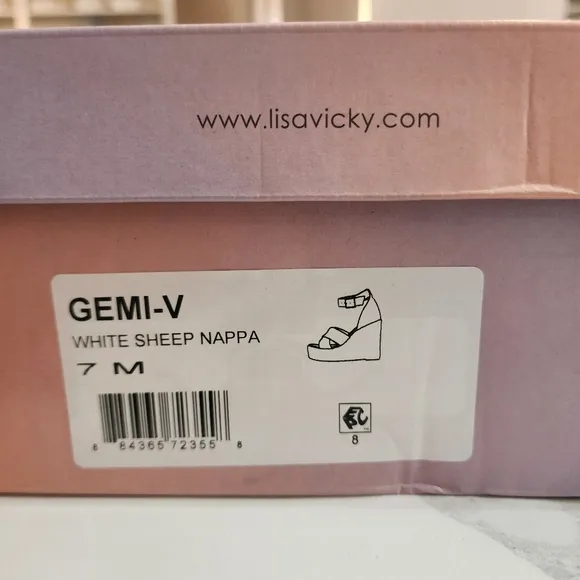 www.lisavicky.com
GEMI-V
WHITE SHEEP NAPPA
7 M
8 84365 72355 8
8